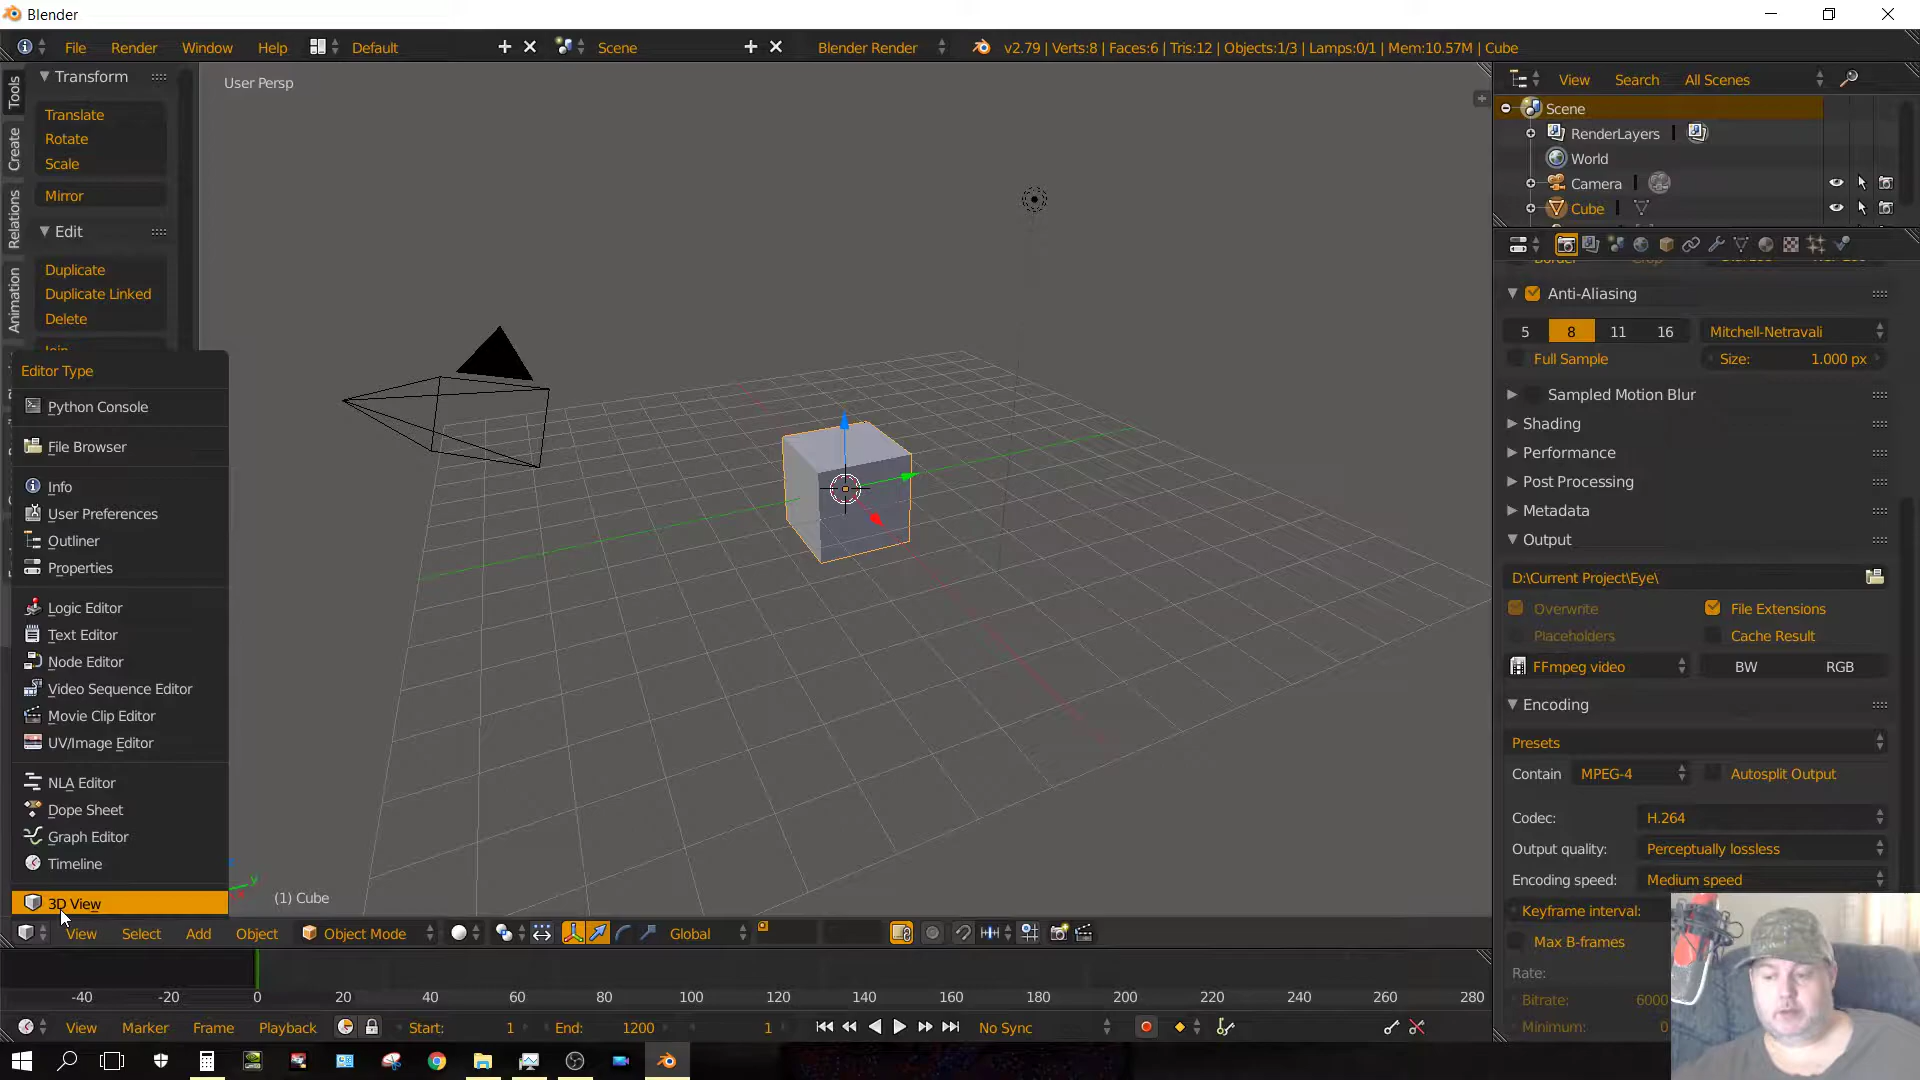 Blender
File Render Window Help Default Scene Blender Render v2.79 | Verts:8 | Faces:6 | Tris:12 | Objects:1/3 | Lamps:0/1 | Mem:10.57M | Cube
Tools
Create
Relations
Animation
Transform
Translate
Rotate
Scale
Mirror
Edit
Duplicate
Duplicate Linked
Delete
Join
Editor Type
Python Console
File Browser
Info
User Preferences
Outliner
Properties
Logic Editor
Text Editor
Node Editor
Video Sequence Editor
Movie Clip Editor
UV/Image Editor
NLA Editor
Dope Sheet
Graph Editor
Timeline
3D View
User Persp
y
(1) Cube
View Select Add Object Object Mode Global
-40 -20 0 20 40 60 80 100 120 140 160 180 200 220 240 260 280
View Marker Frame Playback Start: 1 End: 1200 1 No Sync
View Search All Scenes
Scene
RenderLayers
World
Camera
Cube
Border Crop
Anti-Aliasing
5 8 11 16 Mitchell-Netravali
Full Sample Size: 1.000 px
Sampled Motion Blur
Shading
Performance
Post Processing
Metadata
Output
D:\Current Project\Eye\
Overwrite File Extensions
Placeholders Cache Result
FFmpeg video BW RGB
Encoding
Presets
Contain MPEG-4 Autosplit Output
Codec: H.264
Output quality: Perceptually lossless
Encoding speed: Medium speed
Keyframe interval:
Max B-frames
Rate:
Bitrate: 6000
Minimum: 0